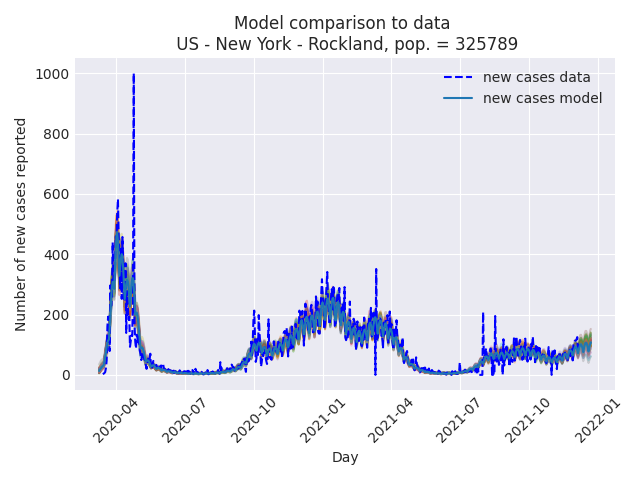 Model comparison to data
US - New York - Rockland, pop. = 325789
new cases data
new cases model
Number of new cases reported
1000
800
600
400
200
0
2020-04
2020-07
2020-10
2021-01
2021-04
2021-07
2021-10
2022-01
Day